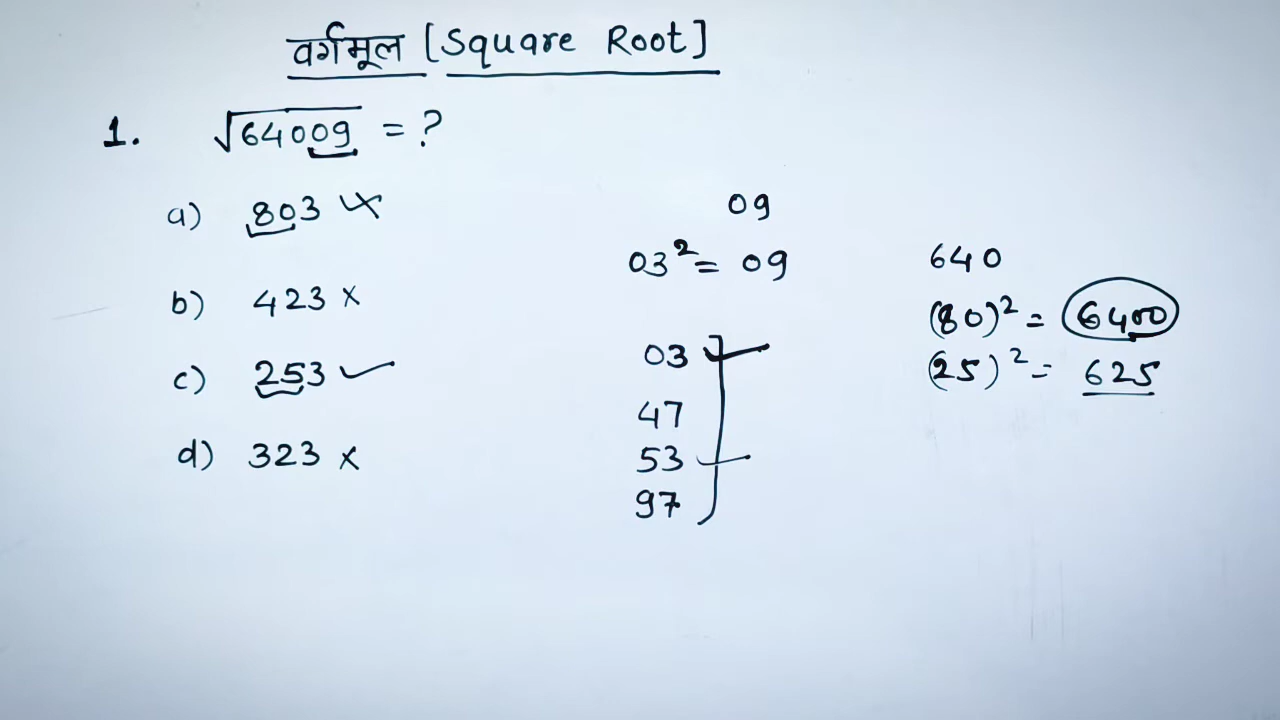 वर्गमूल [Square Root]
1. √64009 = ?
a) 803
b) 423 x
c) 253 ✓
d) 323 x
09
03² = 09
03
47
53
97
640
(80)² = 6400
(25)² = 625